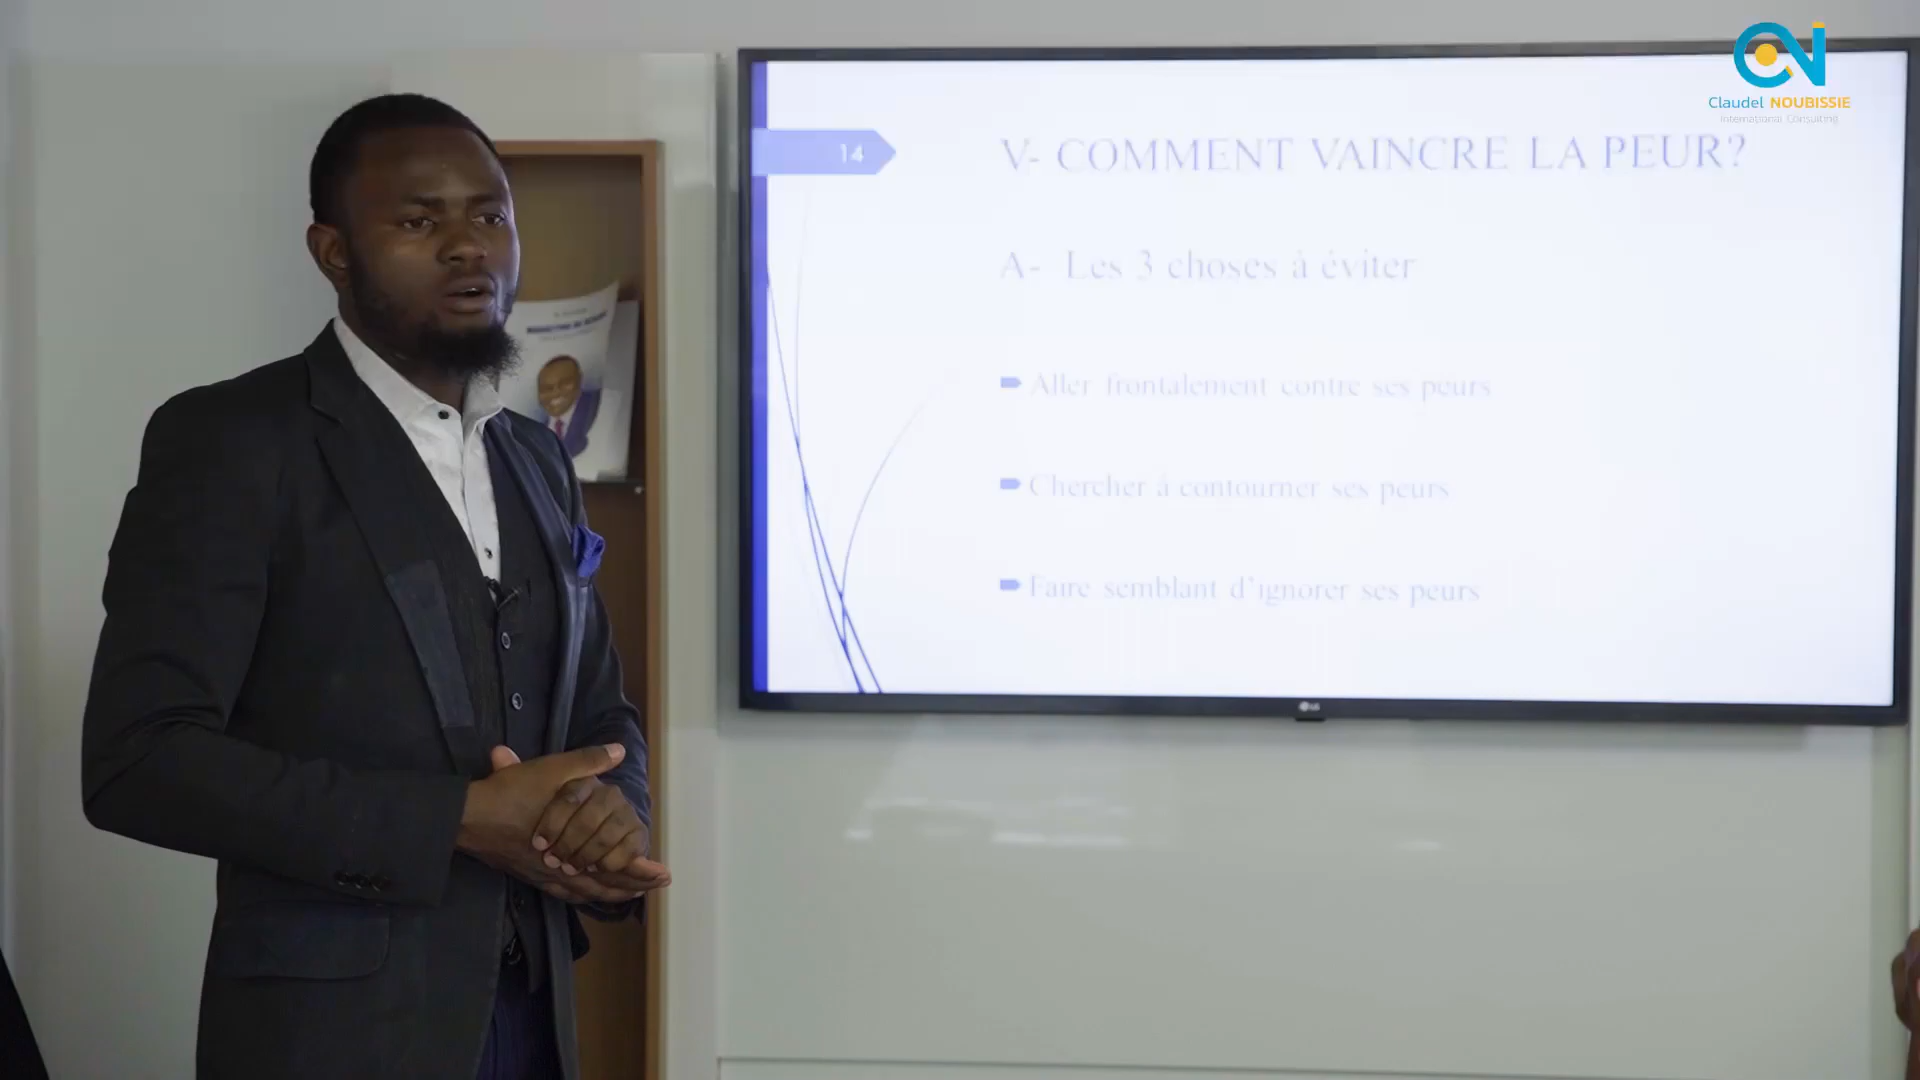 Claudel NOUBISSIE
International Consulting
14
V- COMMENT VAINCRE LA PEUR?
A- Les 3 choses à éviter
Aller frontalement contre ses peurs
Chercher à contourner ses peurs
Faire semblant d'ignorer ses peurs
LG